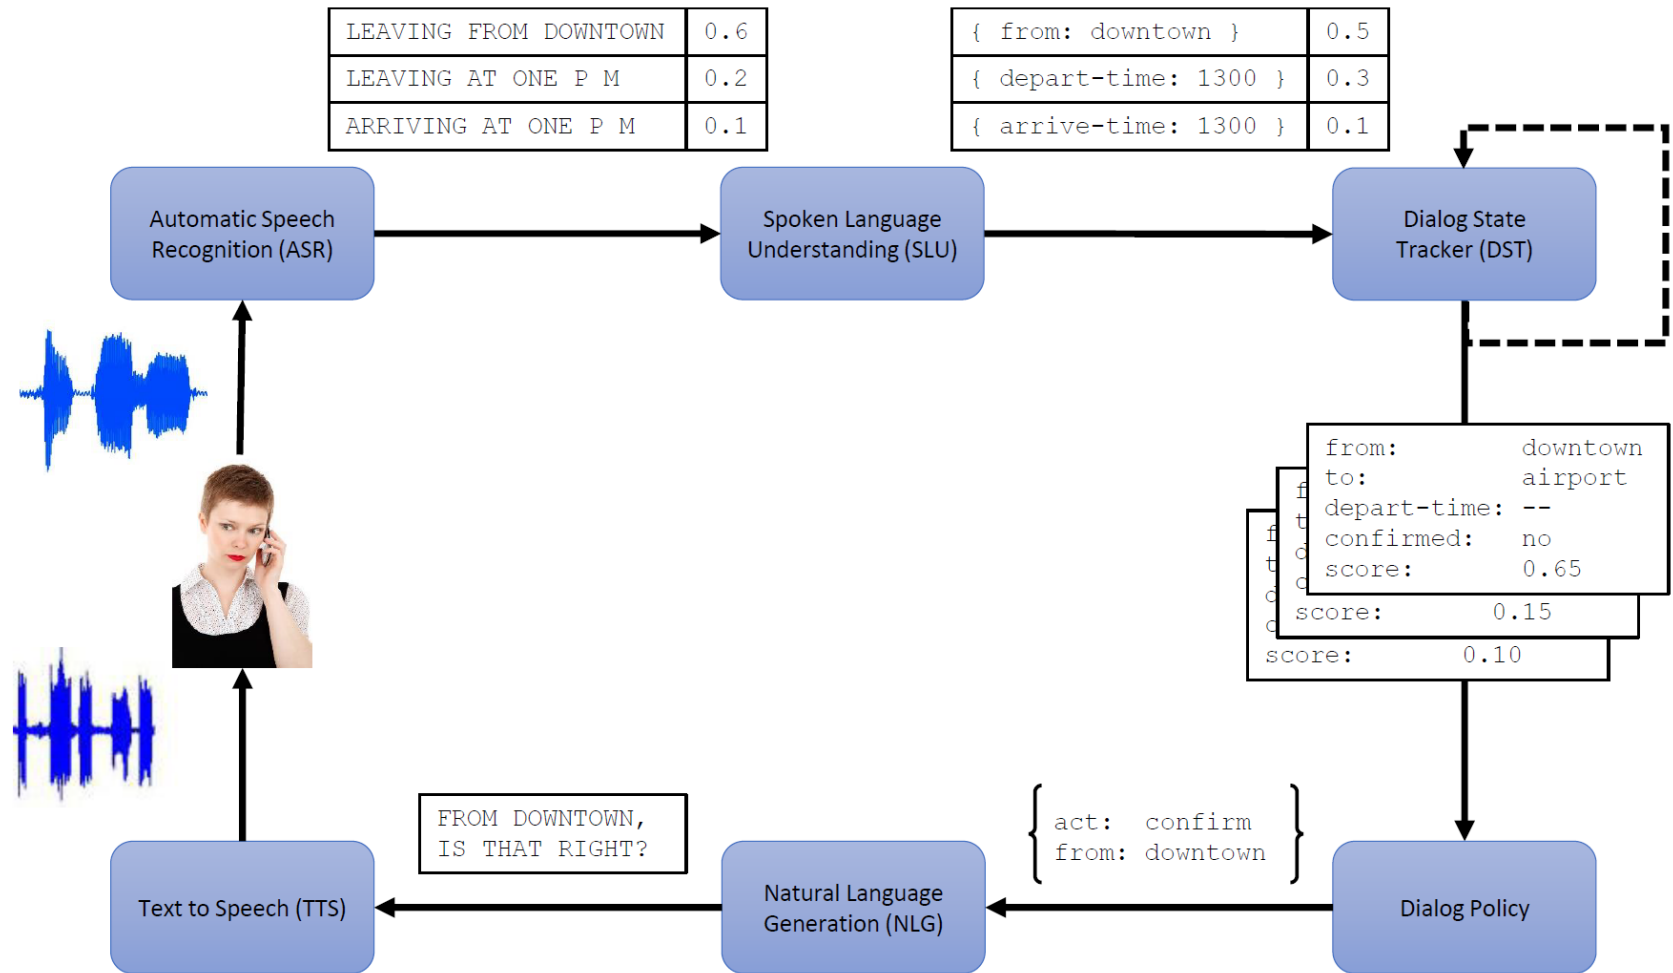 LEAVING FROM DOWNTOWN 0.6
LEAVING AT ONE P M 0.2
ARRIVING AT ONE P M 0.1
{ from: downtown } 0.5
{ depart-time: 1300 } 0.3
{ arrive-time: 1300 } 0.1
Automatic Speech
Recognition (ASR)
Spoken Language
Understanding (SLU)
Dialog State
Tracker (DST)
from: downtown
to: airport
depart-time: --
confirmed: no
score: 0.65
f
t
d
c
score: 0.15
f
t
d
c
score: 0.10
act: confirm
from: downtown
FROM DOWNTOWN,
IS THAT RIGHT?
Text to Speech (TTS)
Natural Language
Generation (NLG)
Dialog Policy